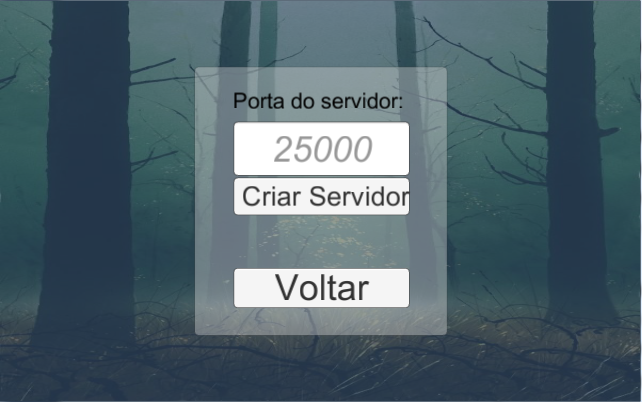 Porta do servidor:
25000
Criar Servidor
Voltar